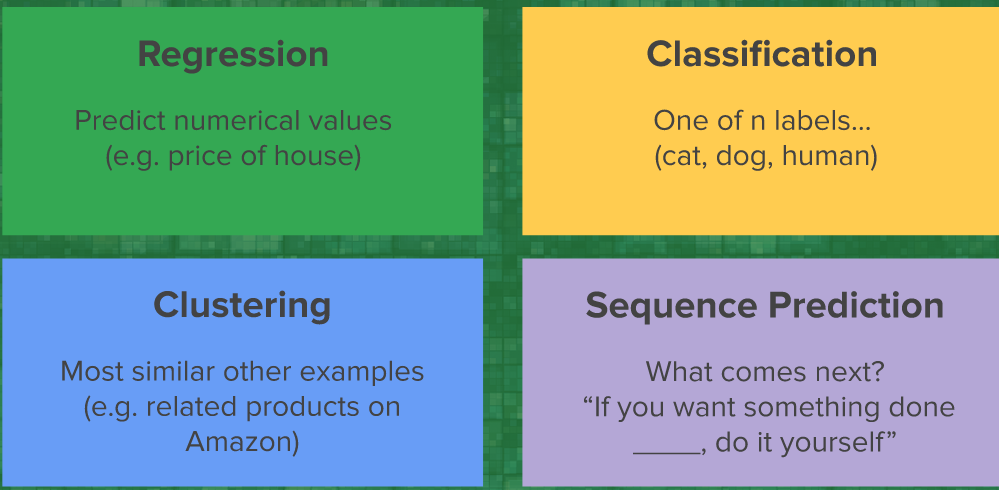 Regression
Predict numerical values
(e.g. price of house)
Classification
One of n labels...
(cat, dog, human)
Clustering
Most similar other examples
(e.g. related products on
Amazon)
Sequence Prediction
What comes next?
“If you want something done
_____, do it yourself”